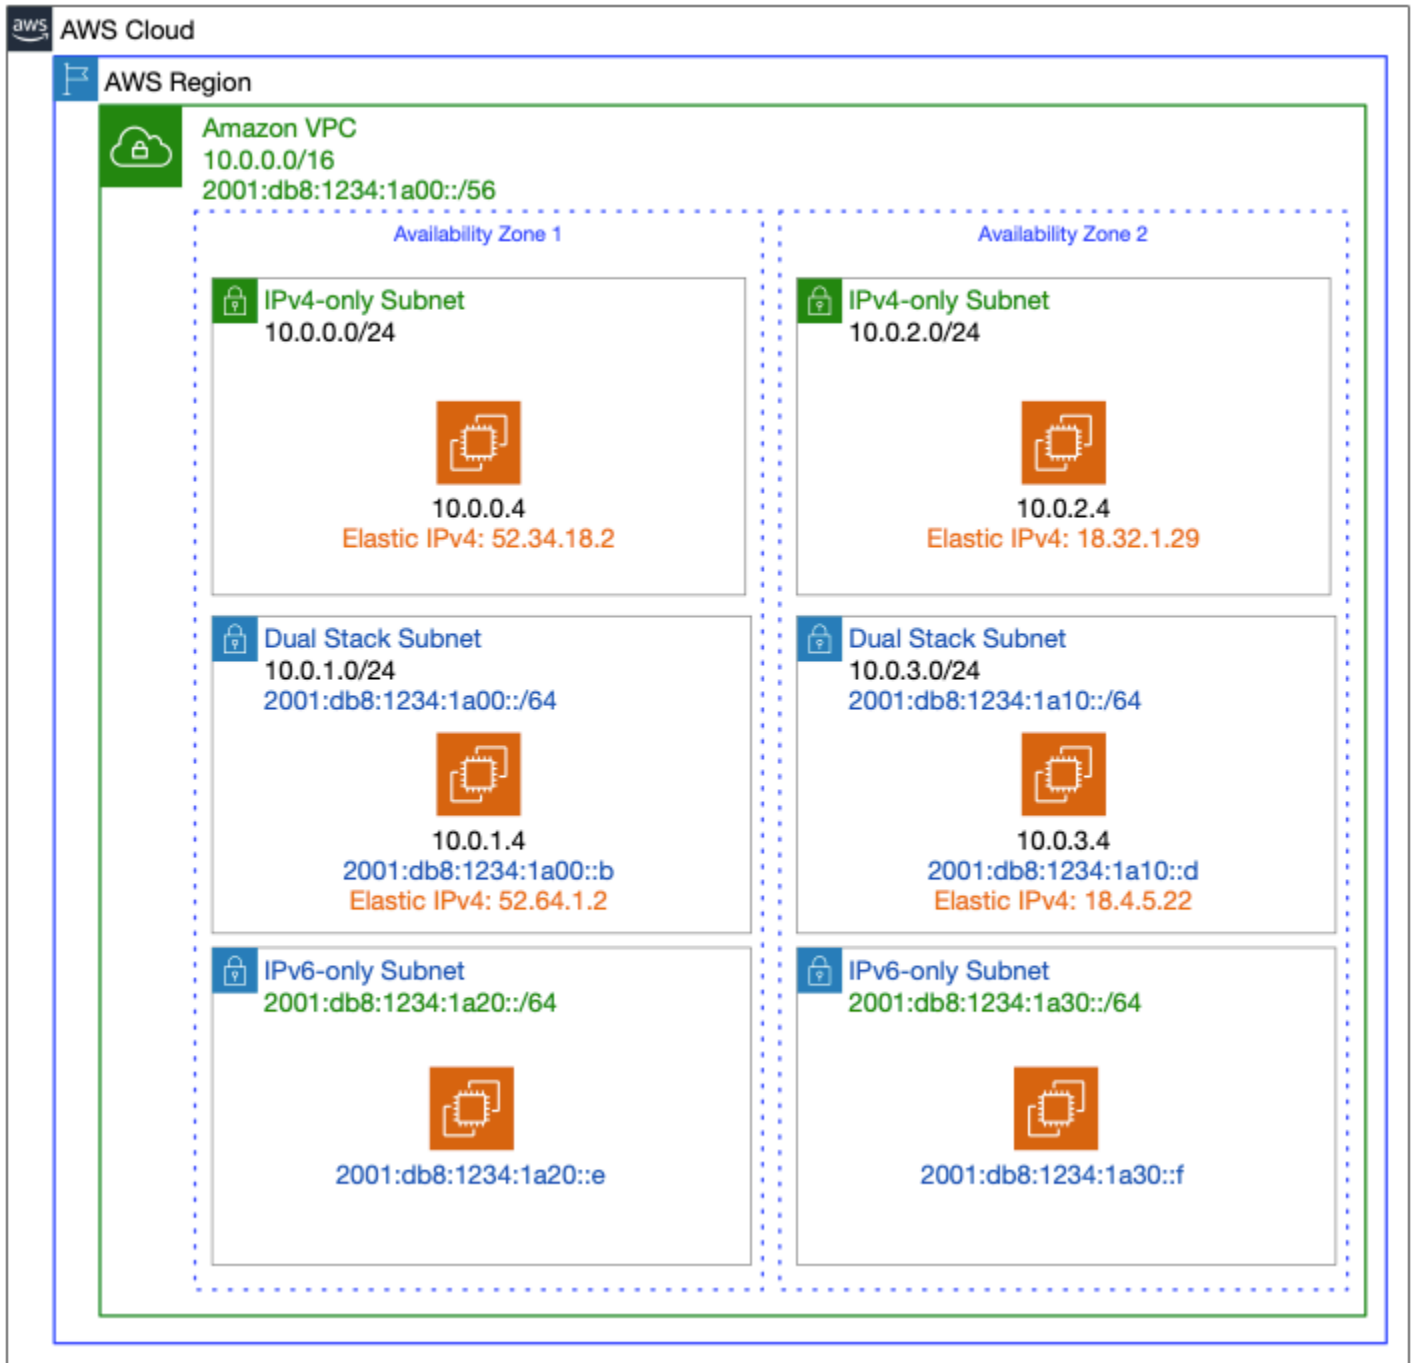 aws
AWS Cloud
AWS Region
Amazon VPC
10.0.0.0/16
2001:db8:1234:1a00::/56
Availability Zone 1
IPv4-only Subnet
10.0.0.0/24
10.0.0.4
Elastic IPv4: 52.34.18.2
Dual Stack Subnet
10.0.1.0/24
2001:db8:1234:1a00::/64
10.0.1.4
2001:db8:1234:1a00::b
Elastic IPv4: 52.64.1.2
IPv6-only Subnet
2001:db8:1234:1a20::/64
2001:db8:1234:1a20::e
Availability Zone 2
IPv4-only Subnet
10.0.2.0/24
10.0.2.4
Elastic IPv4: 18.32.1.29
Dual Stack Subnet
10.0.3.0/24
2001:db8:1234:1a10::/64
10.0.3.4
2001:db8:1234:1a10::d
Elastic IPv4: 18.4.5.22
IPv6-only Subnet
2001:db8:1234:1a30::/64
2001:db8:1234:1a30::f